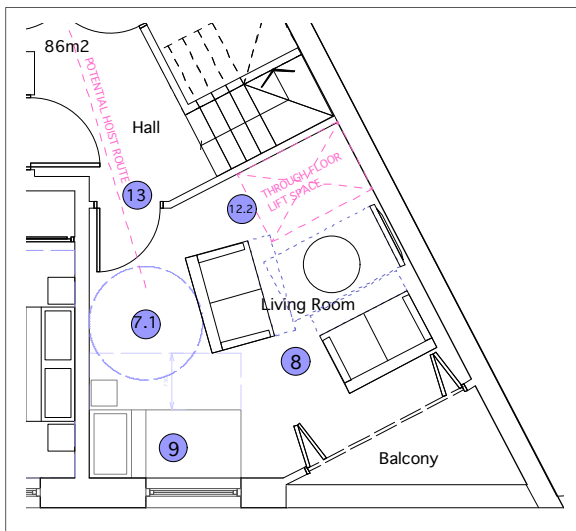 86m2
POTENTIAL HOIST ROUTE
Hall
13
12.2
THROUGH FLOOR
LIFT SPACE
7.1
Living Room
8
9
Balcony